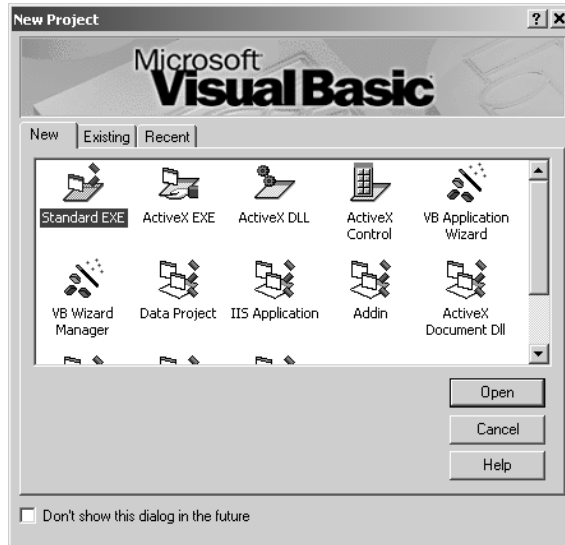 New Project
Microsoft
Visual Basic
New Existing Recent
Standard EXE ActiveX EXE ActiveX DLL ActiveX Control VB Application Wizard
VB Wizard Manager Data Project IIS Application Addin ActiveX Document Dll
Open
Cancel
Help
Don't show this dialog in the future